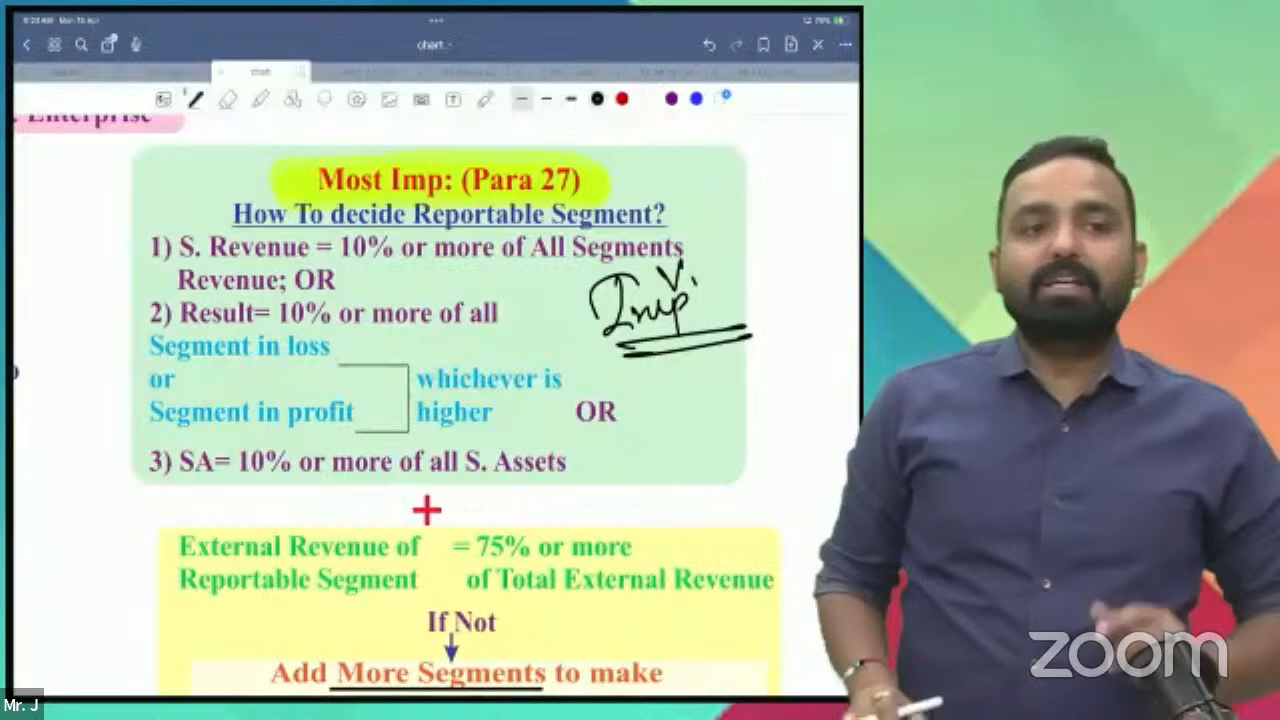 chart
Enterprise
Most Imp: (Para 27)
How To decide Reportable Segment?
1) S. Revenue = 10% or more of All Segments
Revenue; OR
2) Result= 10% or more of all
V. Imp
Segment in loss
or
Segment in profit
whichever is
higher
OR
3) SA= 10% or more of all S. Assets
+
External Revenue of = 75% or more
Reportable Segment of Total External Revenue
If Not
Add More Segments to make
zoom
Mr. J